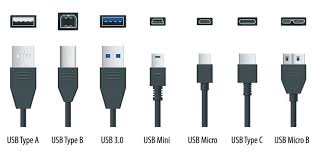 USB Type A
USB Type B
USB 3.0
USB Mini
USB Micro
USB Type C
USB Micro B